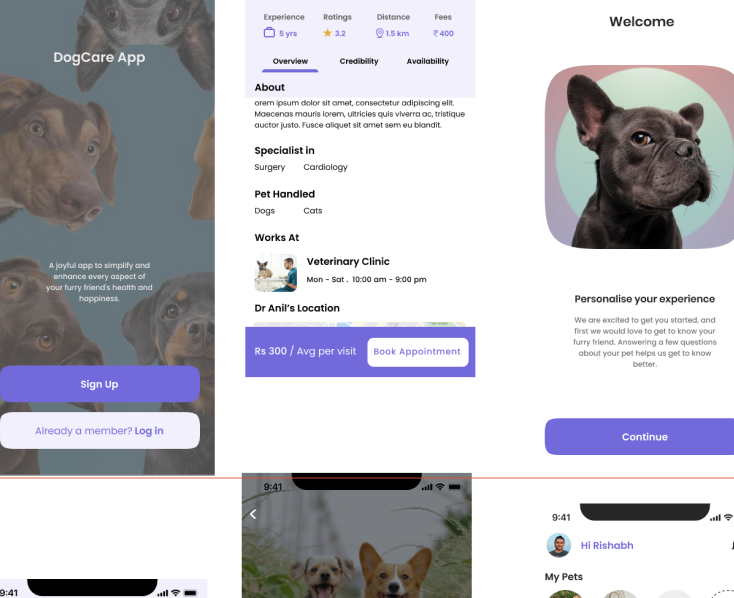 DogCare App
A joyful app to simplify and
enhance every aspect of
your furry friend's health and
happiness.
Sign Up
Already a member? Log in
Experience Ratings Distance Fees
5 yrs 3.2 1.5 km ₹ 400
Overview Credibility Availability
About
orem ipsum dolor sit amet, consectetur adipiscing elit.
Maecenas mauris lorem, ultricies quis viverra ac, tristique
auctor justo. Fusce aliquet sit amet sem eu blandit.
Specialist in
Surgery Cardiology
Pet Handled
Dogs Cats
Works At
Veterinary Clinic
Mon - Sat . 10:00 am - 9:00 pm
Dr Anil's Location
Rs 300 / Avg per visit Book Appointment
Welcome
Personalise your experience
We are excited to get you started, and
first we would love to get to know your
furry friend. Answering a few questions
about your pet helps us get to know
better.
Continue
9:41
9:41
9:41
Hi Rishabh
My Pets